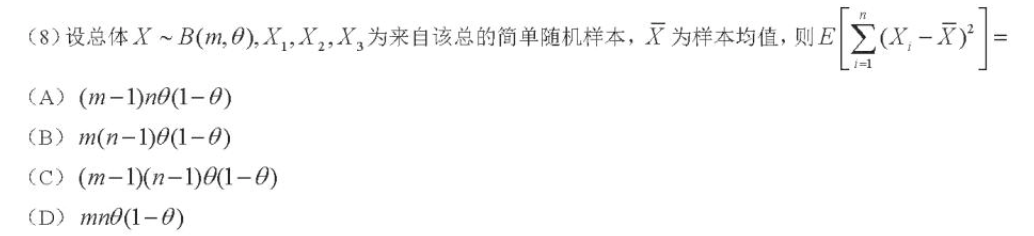 （8）设总体 X ~ B(m,θ), X₁, X₂, X₃ 为来自该总的简单随机样本，X̄ 为样本均值，则 E[∑ᵢ₌₁ⁿ(Xᵢ − X̄)²] =
（A）(m−1)nθ(1−θ)
（B）m(n−1)θ(1−θ)
（C）(m−1)(n−1)θ(1−θ)
（D）mnθ(1−θ)